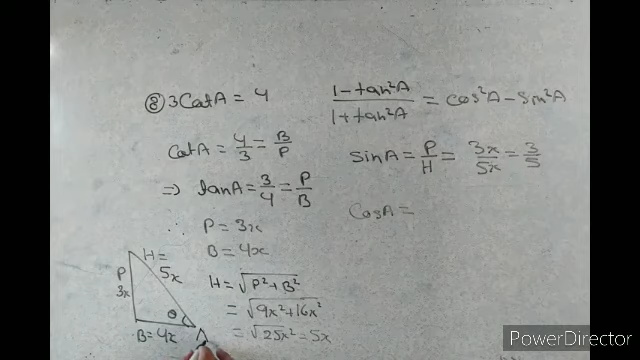 ⑧ 3CotA = 4
CotA = 4/3 = B/P
⇒ tanA = 3/4 = P/B
∴ P = 3x
B = 4x
H = √P²+B²
= √9x²+16x²
= √25x² = 5x
H =
5x
P
3x
θ
B = 4x
A
1-tan²A/1+tan²A = cos²A - Sin²A
sinA = P/H = 3x/5x = 3/5
CosA =
PowerDirector